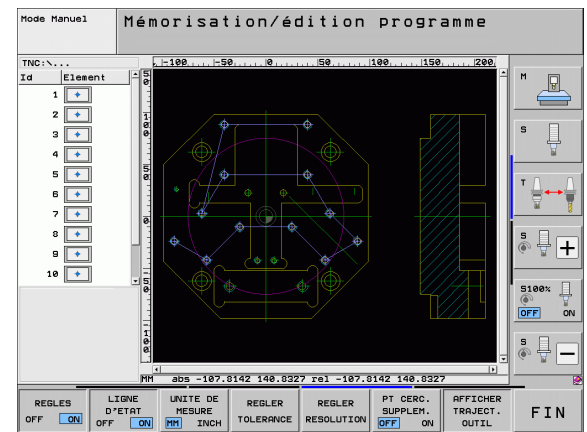 Mode Manuel
Mémorisation/édition programme
TNC:\...
Id Element
1
2
3
4
5
6
7
8
9
10
-100 -50 0 50 100 150 200
M
S
T
S
S100%
OFF ON
S
MM abs -107.8142 140.8327 rel -107.8142 140.8327
REGLES
OFF ON
LIGNE
D'ETAT
OFF ON
UNITE DE
MESURE
MM INCH
REGLER
TOLERANCE
REGLER
RESOLUTION
PT CERC.
SUPPLEM.
OFF ON
AFFICHER
TRAJECT.
OUTIL
FIN